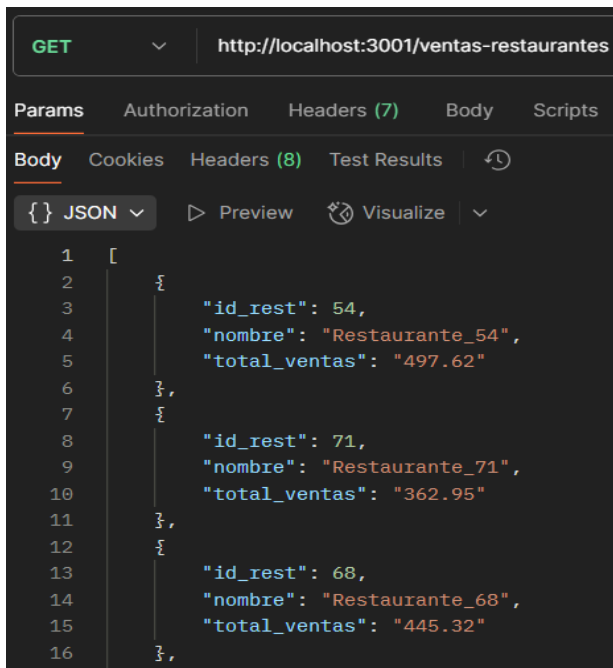 GET http://localhost:3001/ventas-restaurantes
Params Authorization Headers (7) Body Scripts
Body Cookies Headers (8) Test Results
{} JSON Preview Visualize
1 [
2 {
3 "id_rest": 54,
4 "nombre": "Restaurante_54",
5 "total_ventas": "497.62"
6 },
7 {
8 "id_rest": 71,
9 "nombre": "Restaurante_71",
10 "total_ventas": "362.95"
11 },
12 {
13 "id_rest": 68,
14 "nombre": "Restaurante_68",
15 "total_ventas": "445.32"
16 },